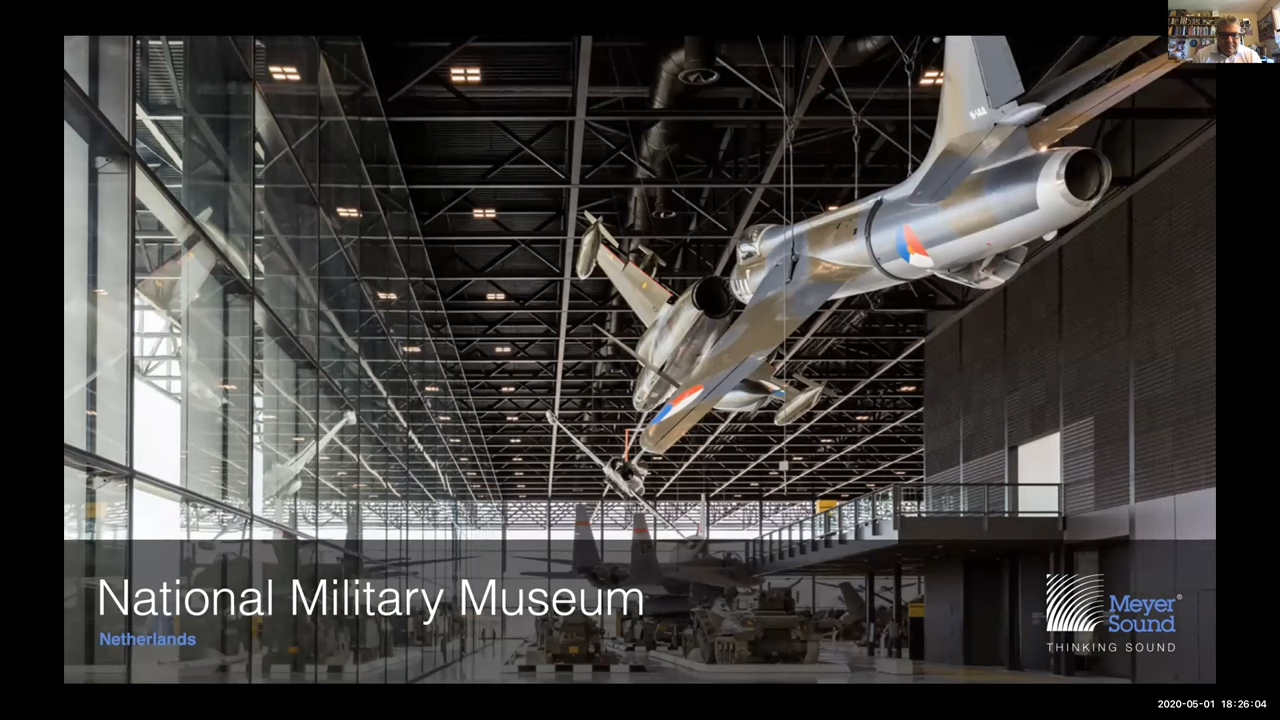 National Military Museum
Netherlands
Meyer®
Sound
THINKING SOUND
2020-05-01 18:26:04